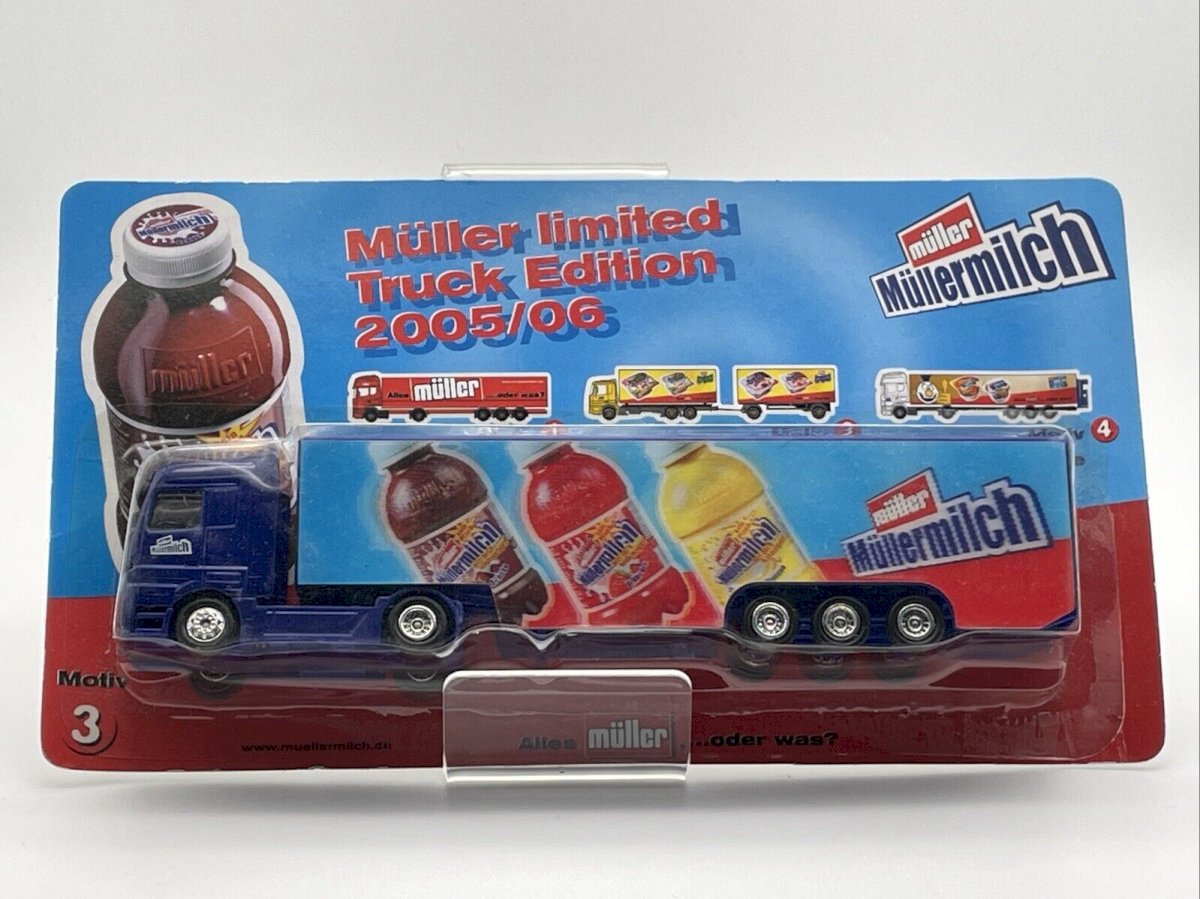 Müllermilch
Müller limited
Truck Edition
2005/06
müller
Müllermilch
müller
Alles müller ...oder was?
Motiv 4
müller
Müllermilch
Müllermilch
Müllermilch
Müllermilch
Müllermilch
Motiv
3
www.muellermilch.de
Alles müller ...oder was?